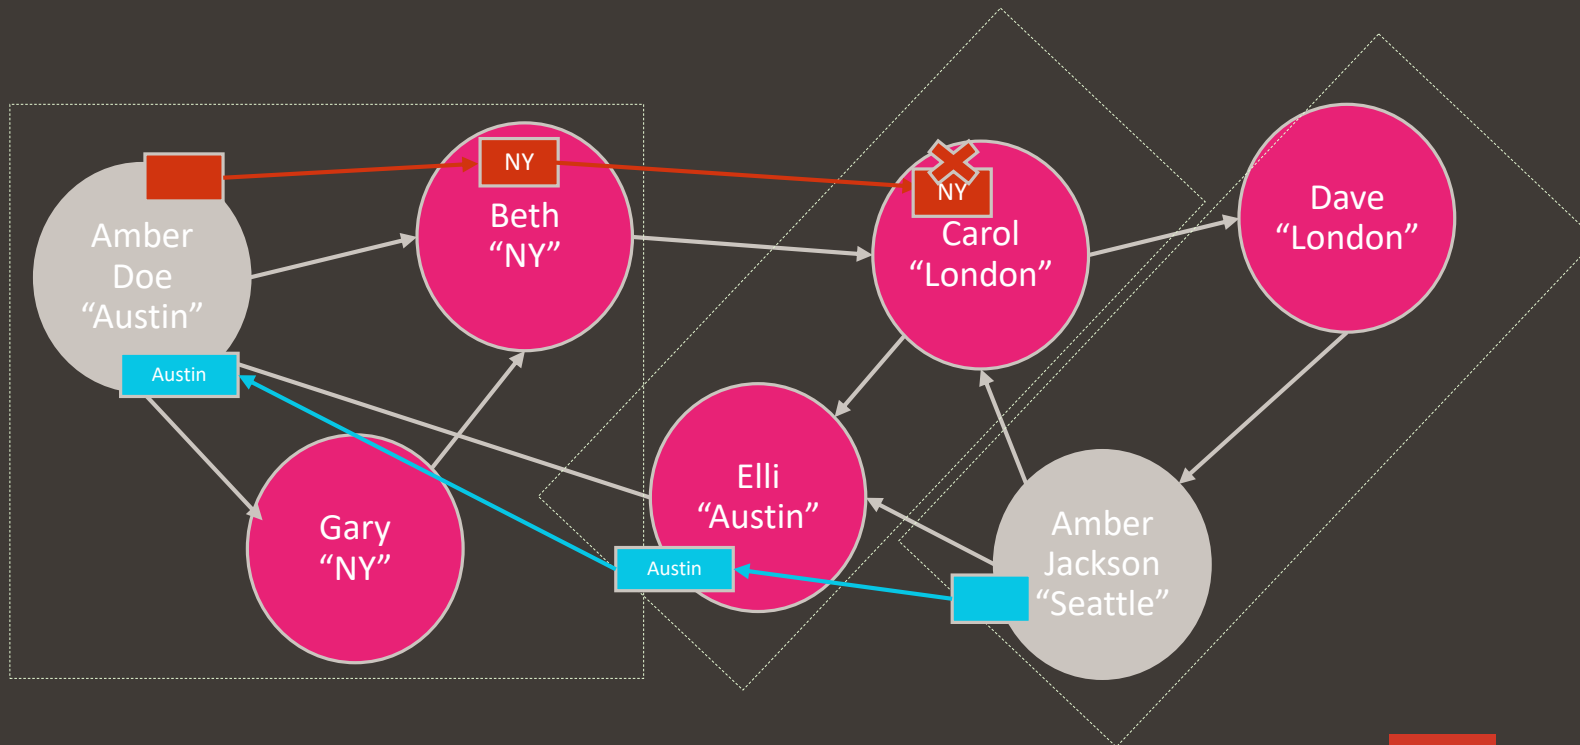 Amber
Doe
“Austin”
Austin
NY
Beth
“NY”
Gary
“NY”
NY
Carol
“London”
Elli
“Austin”
Austin
Dave
“London”
Amber
Jackson
“Seattle”